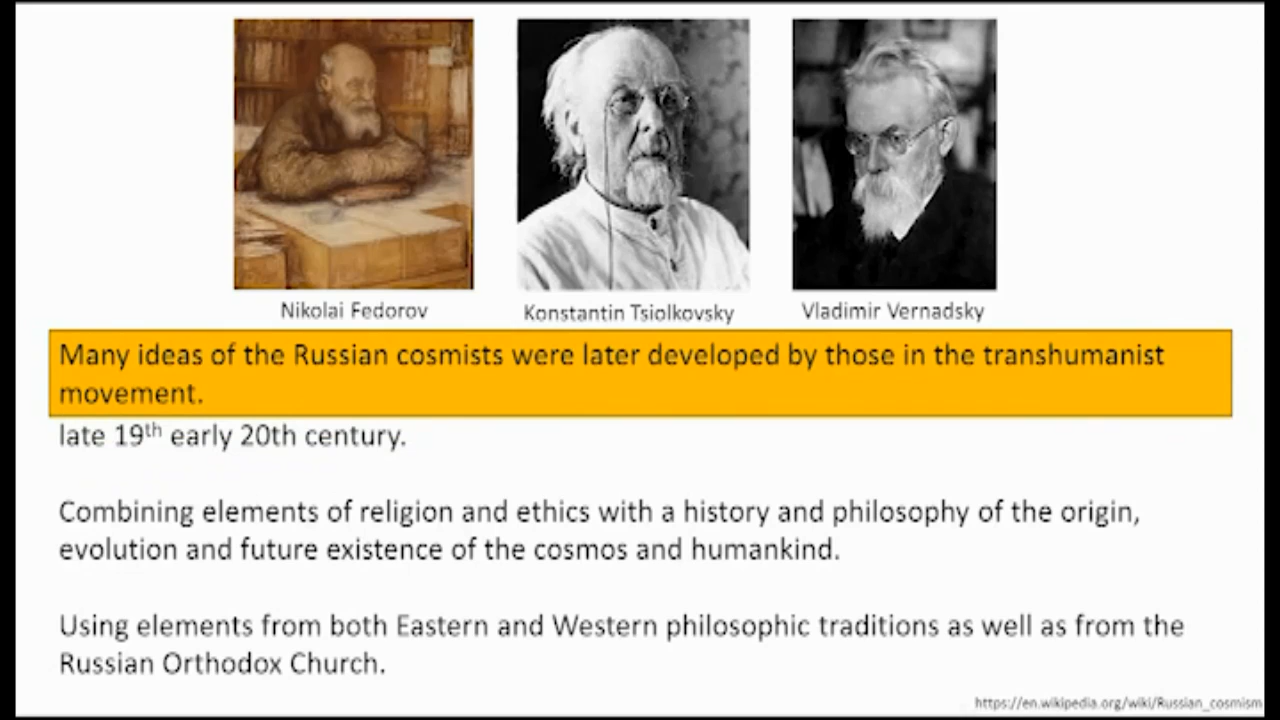 Nikolai Fedorov
Konstantin Tsiolkovsky
Vladimir Vernadsky
Many ideas of the Russian cosmists were later developed by those in the transhumanist
movement.
late 19th early 20th century.
Combining elements of religion and ethics with a history and philosophy of the origin,
evolution and future existence of the cosmos and humankind.
Using elements from both Eastern and Western philosophic traditions as well as from the
Russian Orthodox Church.
https://en.wikipedia.org/wiki/Russian_cosmism